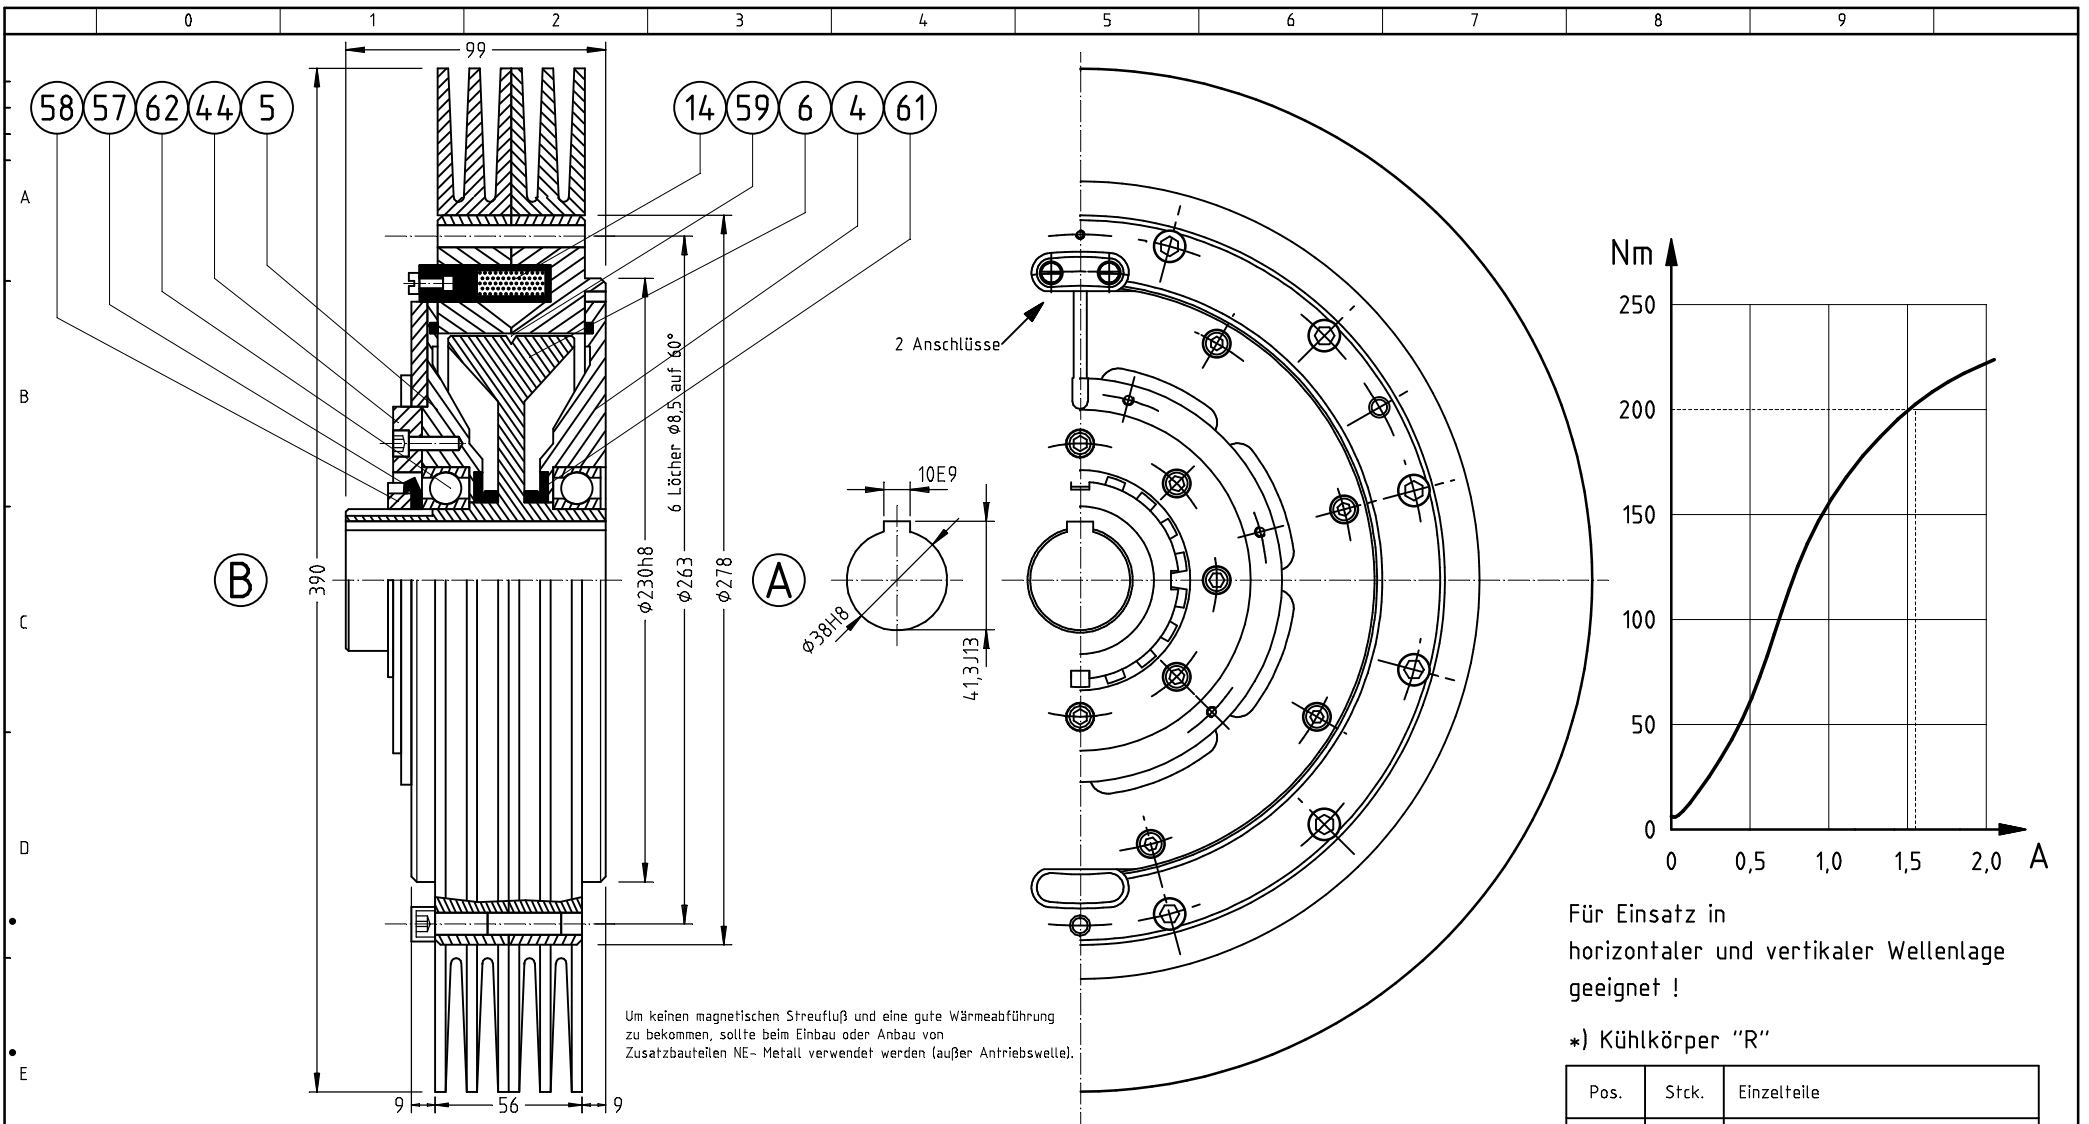 0 1 2 3 4 5 6 7 8 9
99
58 57 62 44 5 14 59 6 4 61
A
B
C
D
E
390
6 Löcher ø8,5 auf 60°
ø230h8
ø263
ø278
B
A
10E9
ø38H8
41,3J13
2 Anschlüsse
9 56 9
Um keinen magnetischen Streufluß und eine gute Wärmeabführung
zu bekommen, sollte beim Einbau oder Anbau von
Zusatzbauteilen NE- Metall verwendet werden (außer Antriebswelle).
Nm
250
200
150
100
50
0
0 0,5 1,0 1,5 2,0 A
Für Einsatz in
horizontaler und vertikaler Wellenlage
geeignet !
*) Kühlkörper "R"
Pos. Stck. Einzelteile